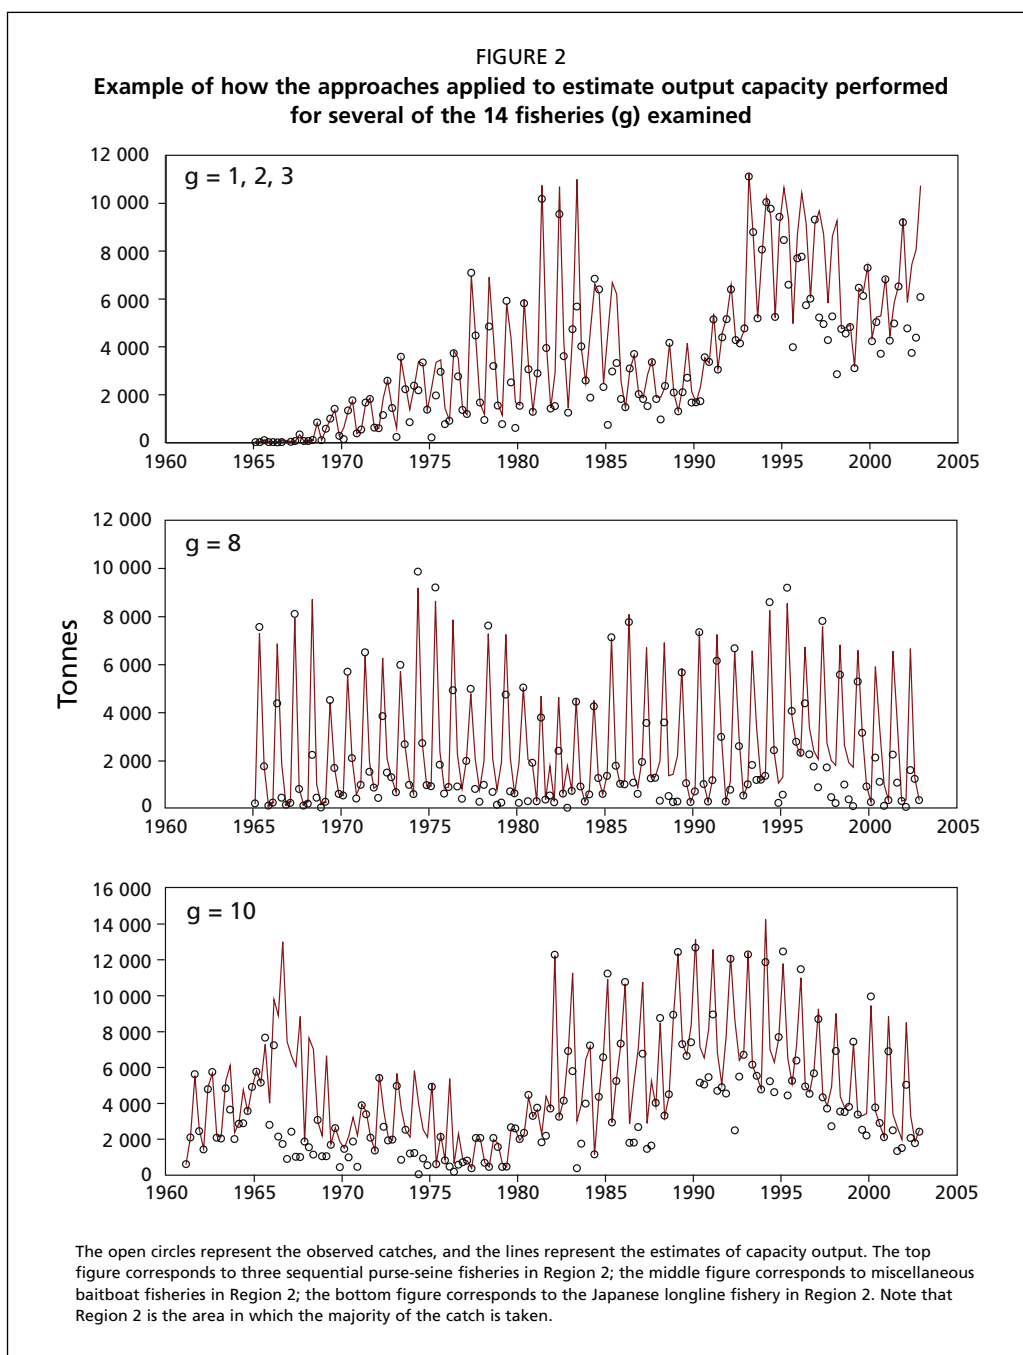 FIGURE 2
Example of how the approaches applied to estimate output capacity performed
for several of the 14 fisheries (g) examined
12 000
10 000
8 000
6 000
4 000
2 000
0
g = 1, 2, 3
1960 1965 1970 1975 1980 1985 1990 1995 2000 2005
Tonnes
12 000
10 000
8 000
6 000
4 000
2 000
0
g = 8
1960 1965 1970 1975 1980 1985 1990 1995 2000 2005
16 000
14 000
12 000
10 000
8 000
6 000
4 000
2 000
0
g = 10
1960 1965 1970 1975 1980 1985 1990 1995 2000 2005
The open circles represent the observed catches, and the lines represent the estimates of capacity output. The top
figure corresponds to three sequential purse-seine fisheries in Region 2; the middle figure corresponds to miscellaneous
baitboat fisheries in Region 2; the bottom figure corresponds to the Japanese longline fishery in Region 2. Note that
Region 2 is the area in which the majority of the catch is taken.